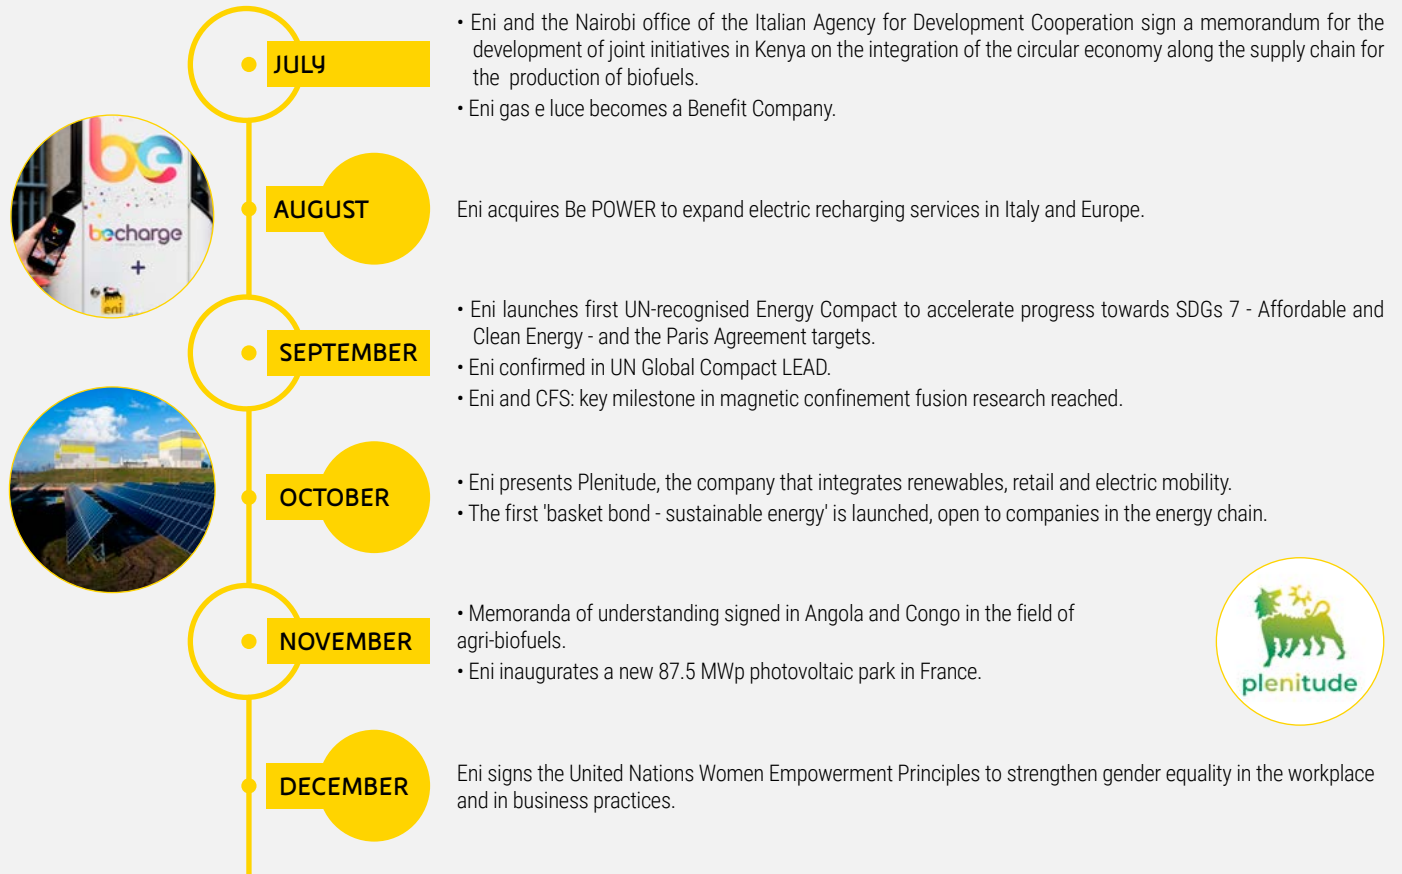 JULY
• Eni and the Nairobi office of the Italian Agency for Development Cooperation sign a memorandum for the
development of joint initiatives in Kenya on the integration of the circular economy along the supply chain for
the production of biofuels.
• Eni gas e luce becomes a Benefit Company.
be
becharge
+
eni
AUGUST
Eni acquires Be POWER to expand electric recharging services in Italy and Europe.
SEPTEMBER
• Eni launches first UN-recognised Energy Compact to accelerate progress towards SDGs 7 - Affordable and
Clean Energy - and the Paris Agreement targets.
• Eni confirmed in UN Global Compact LEAD.
• Eni and CFS: key milestone in magnetic confinement fusion research reached.
OCTOBER
• Eni presents Plenitude, the company that integrates renewables, retail and electric mobility.
• The first 'basket bond - sustainable energy' is launched, open to companies in the energy chain.
NOVEMBER
• Memoranda of understanding signed in Angola and Congo in the field of
agri-biofuels.
• Eni inaugurates a new 87.5 MWp photovoltaic park in France.
plenitude
DECEMBER
Eni signs the United Nations Women Empowerment Principles to strengthen gender equality in the workplace
and in business practices.